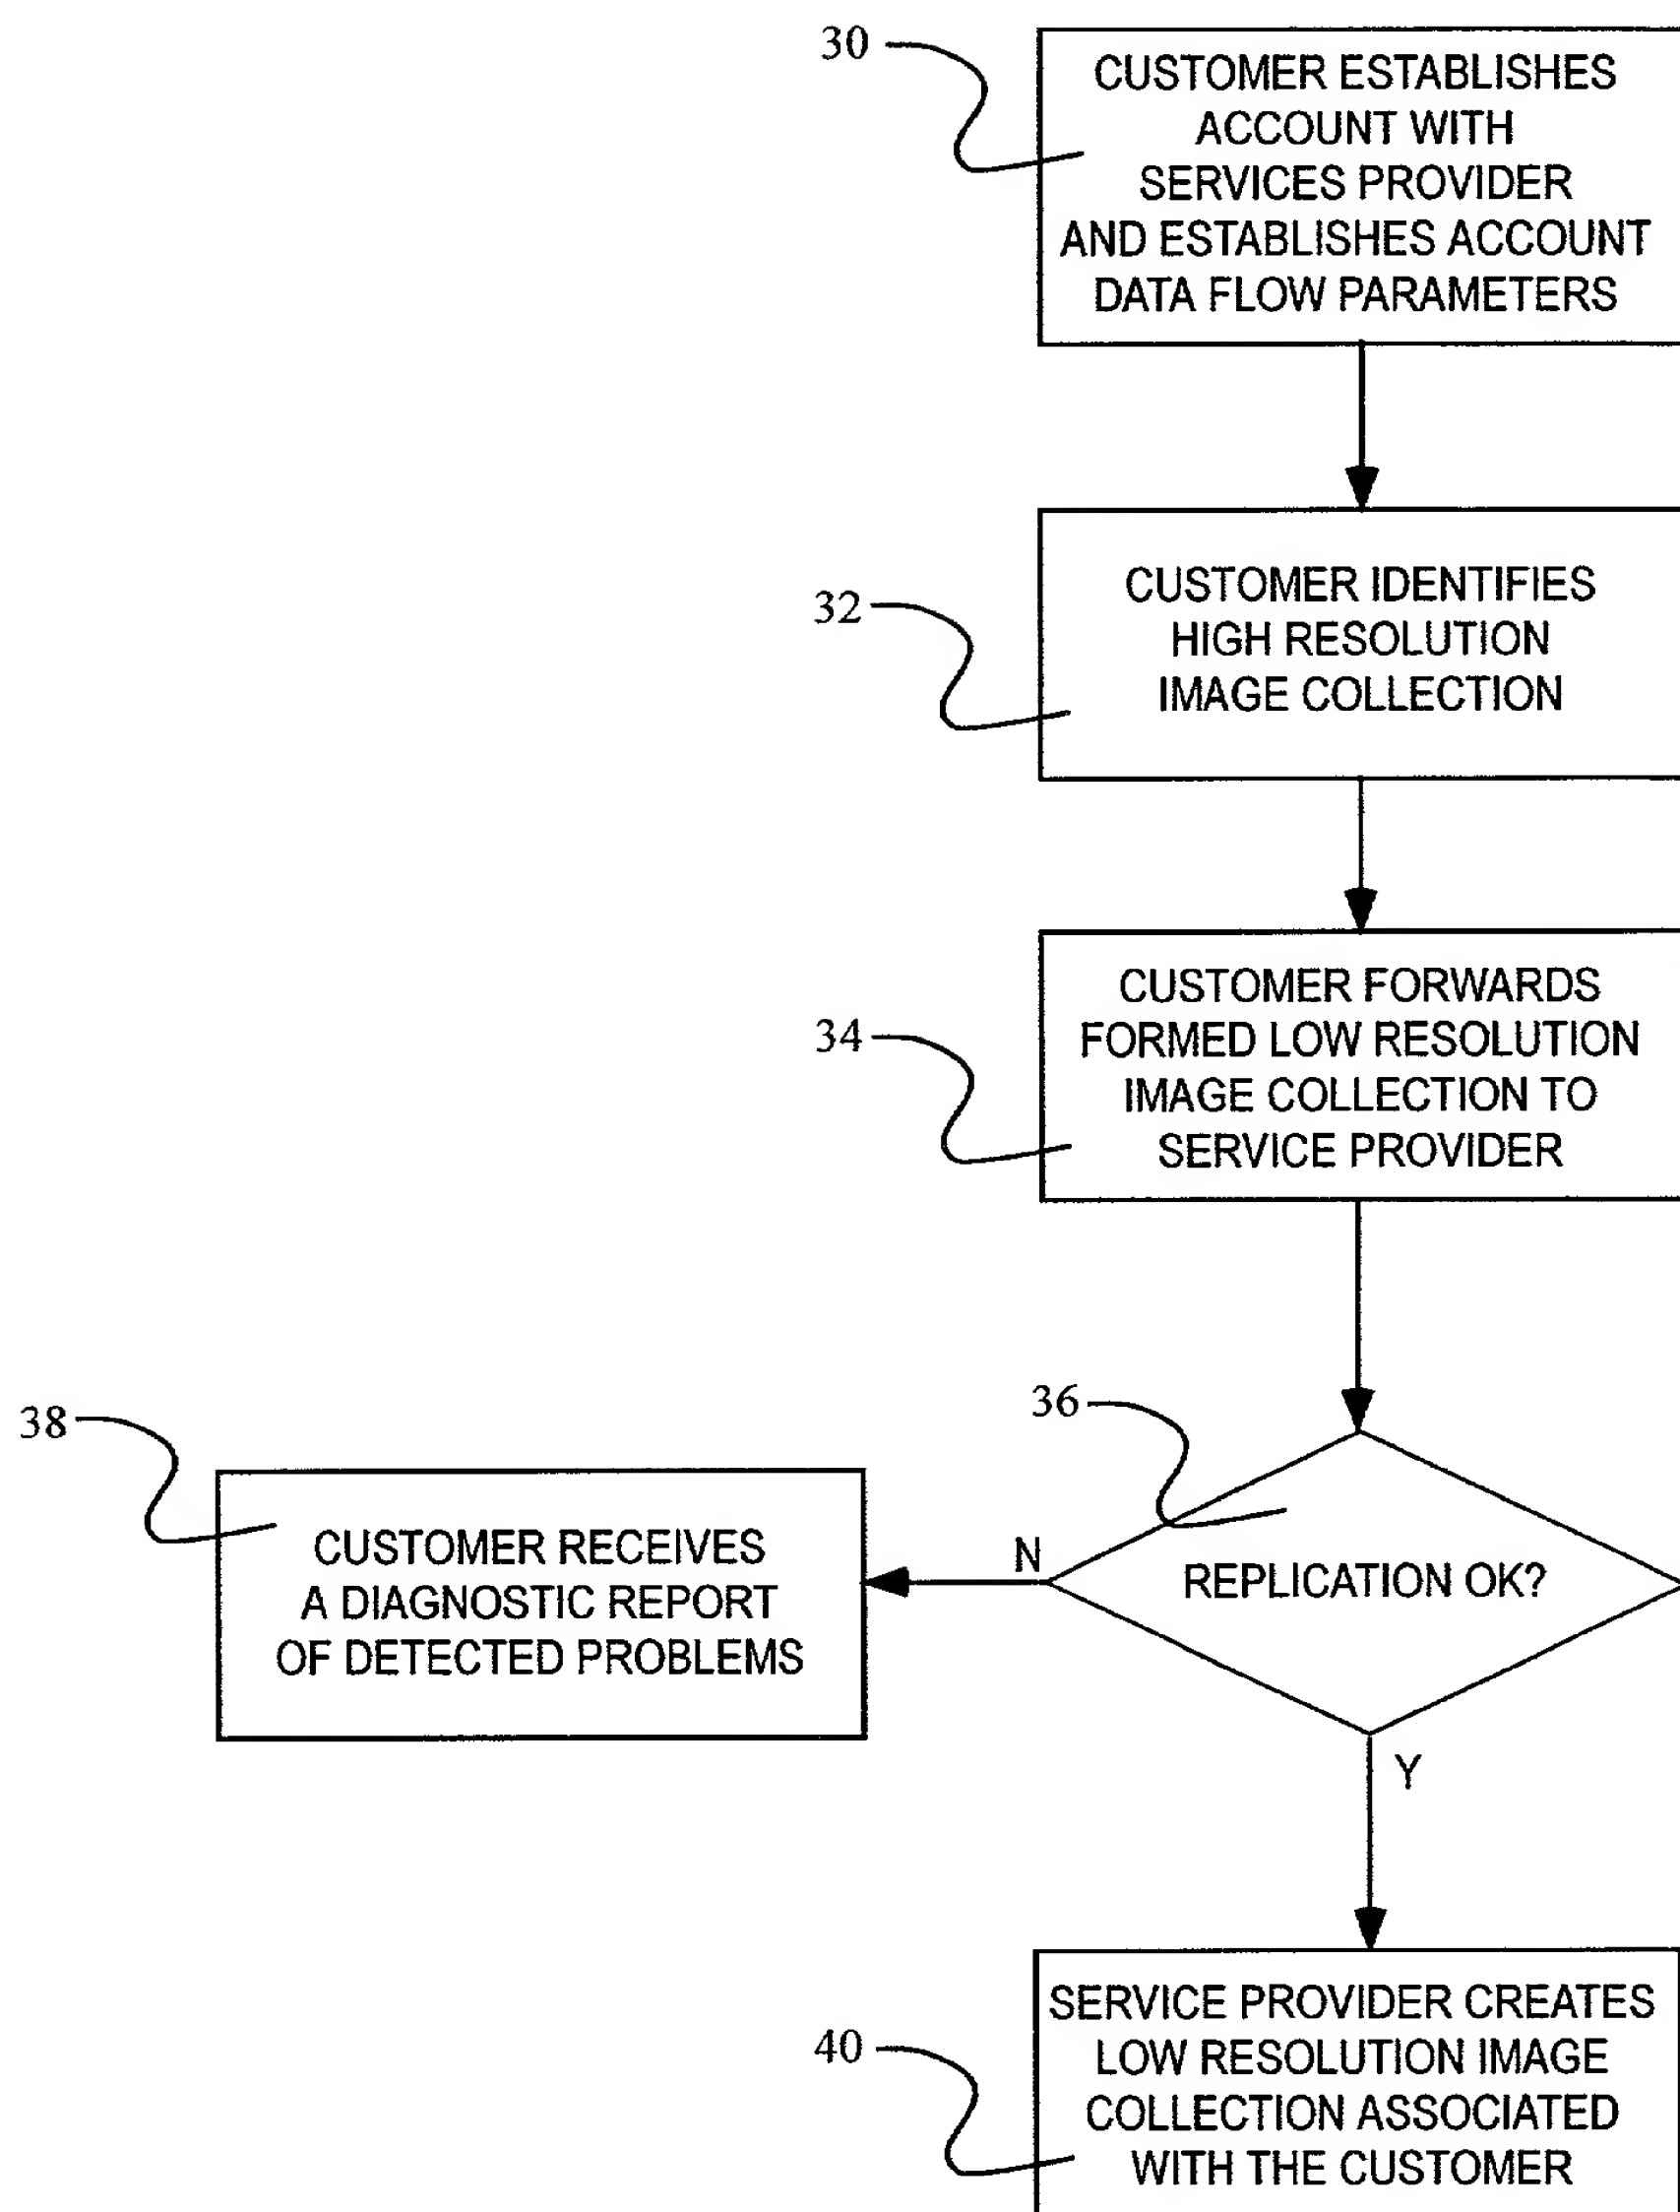 30
CUSTOMER ESTABLISHES
ACCOUNT WITH
SERVICES PROVIDER
AND ESTABLISHES ACCOUNT
DATA FLOW PARAMETERS
32
CUSTOMER IDENTIFIES
HIGH RESOLUTION
IMAGE COLLECTION
34
CUSTOMER FORWARDS
FORMED LOW RESOLUTION
IMAGE COLLECTION TO
SERVICE PROVIDER
36
REPLICATION OK?
N
38
CUSTOMER RECEIVES
A DIAGNOSTIC REPORT
OF DETECTED PROBLEMS
Y
40
SERVICE PROVIDER CREATES
LOW RESOLUTION IMAGE
COLLECTION ASSOCIATED
WITH THE CUSTOMER